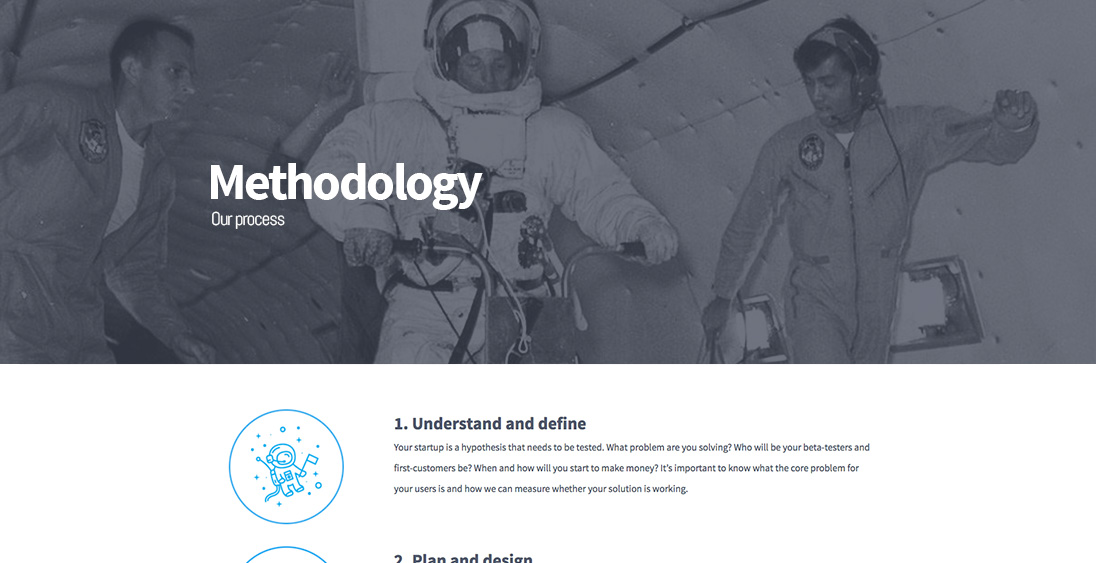 Methodology
Our process
1. Understand and define
Your startup is a hypothesis that needs to be tested. What problem are you solving? Who will be your beta-testers and
first-customers be? When and how will you start to make money? It's important to know what the core problem for
your users is and how we can measure whether your solution is working.
2. Plan and design